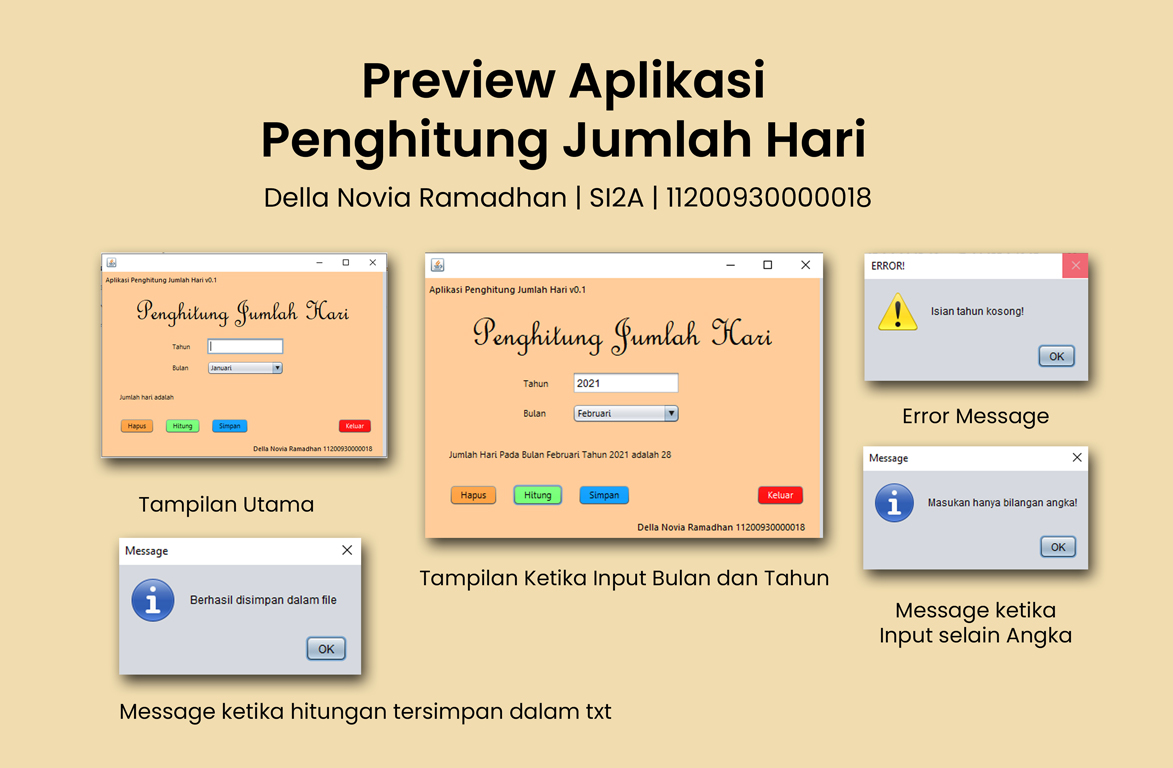 Preview Aplikasi
Penghitung Jumlah Hari
Della Novia Ramadhan | SI2A | 11200930000018
Aplikasi Penghitung Jumlah Hari v0.1
Penghitung Jumlah Hari
Tahun
Bulan Januari
Jumlah hari adalah
Hapus Hitung Simpan Keluar
Della Novia Ramadhan 11200930000018
Tampilan Utama
Aplikasi Penghitung Jumlah Hari v0.1
Penghitung Jumlah Hari
Tahun 2021
Bulan Februari
Jumlah Hari Pada Bulan Februari Tahun 2021 adalah 28
Hapus Hitung Simpan Keluar
Della Novia Ramadhan 11200930000018
Tampilan Ketika Input Bulan dan Tahun
ERROR!
Isian tahun kosong!
OK
Error Message
Message
Masukan hanya bilangan angka!
OK
Message ketika
Input selain Angka
Message
Berhasil disimpan dalam file
OK
Message ketika hitungan tersimpan dalam txt